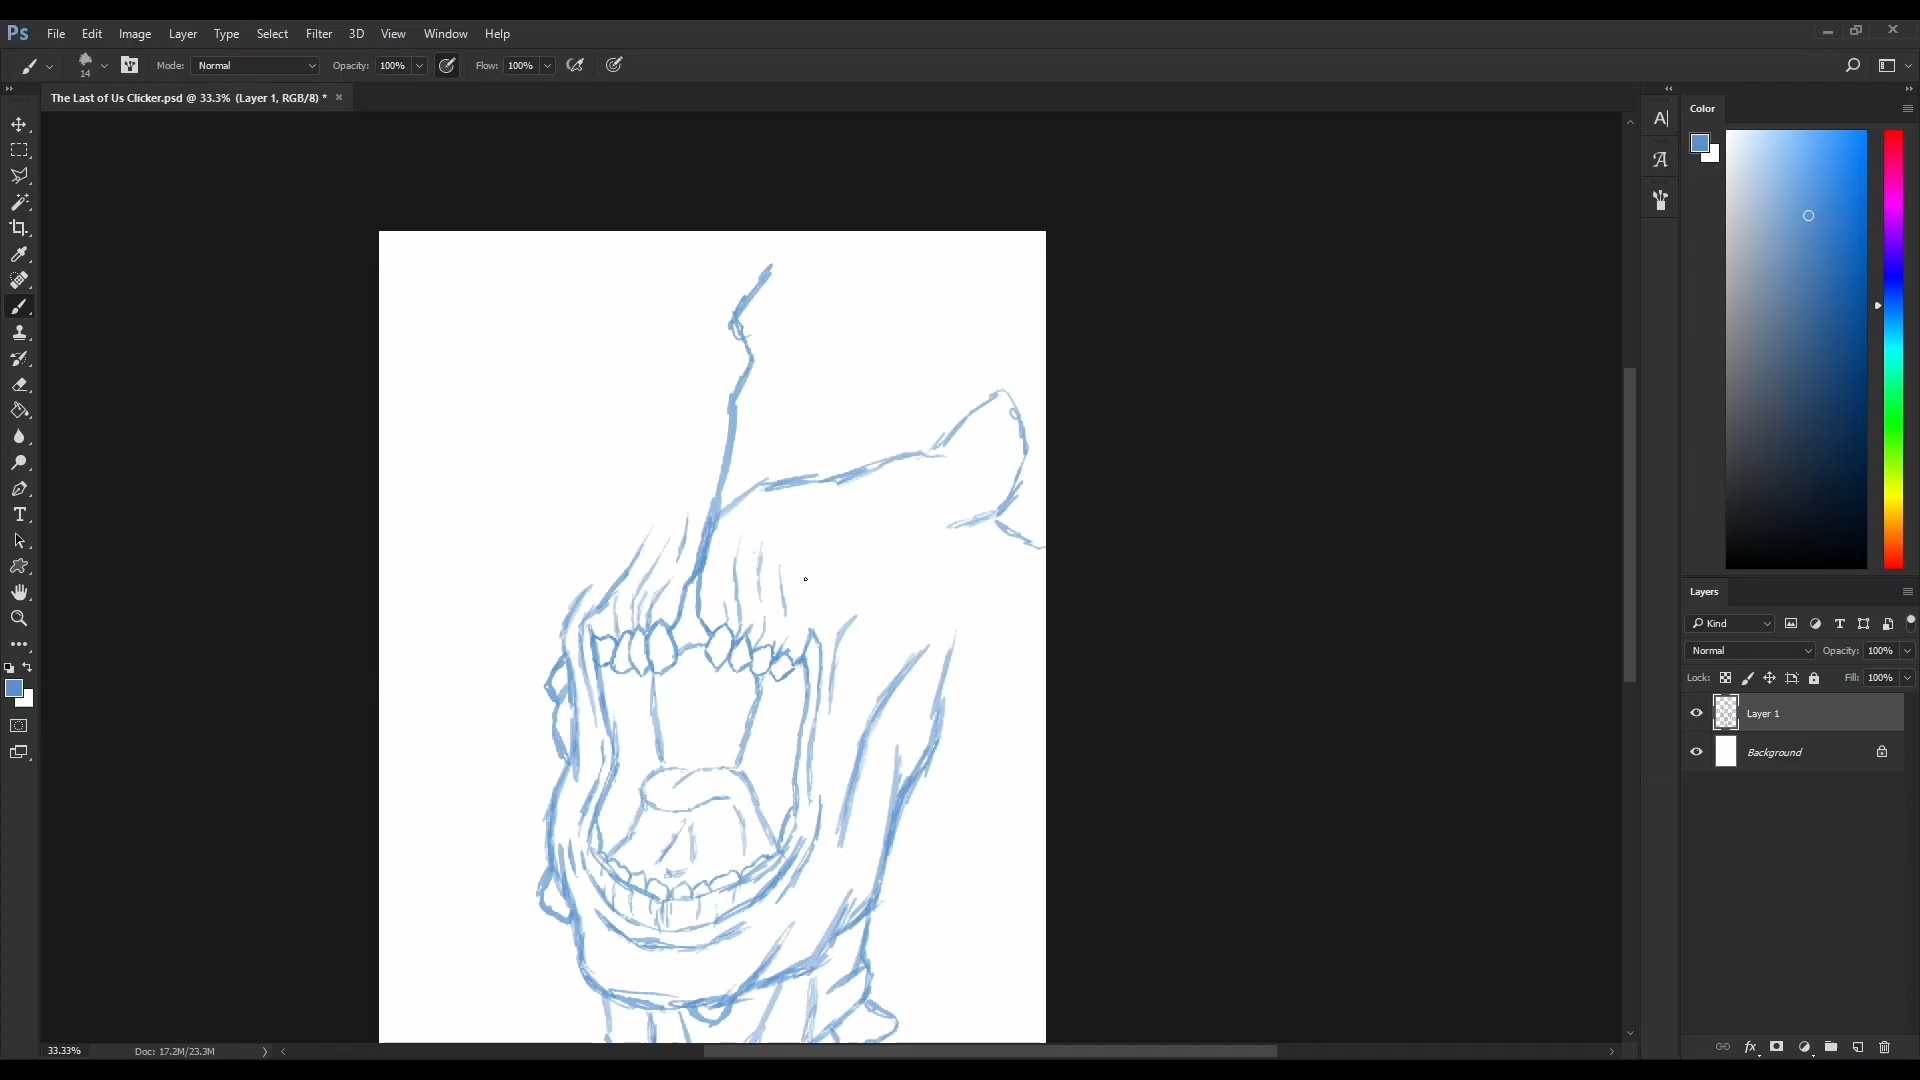 Ps File Edit Image Layer Type Select Filter 3D View Window Help
14 Mode: Normal Opacity: 100% Flow: 100%
The Last of Us Clicker.psd @ 33.3% (Layer 1, RGB/8) *
Color
Layers
Kind
Normal Opacity: 100%
Lock: Fill: 100%
Layer 1
Background
33.33% Doc: 17.2M/23.3M